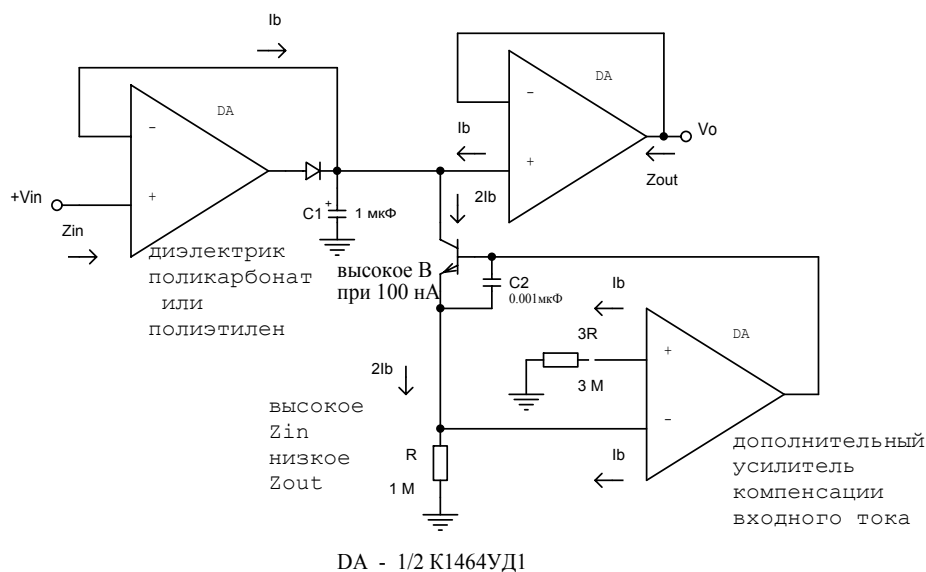 Ib
DA
−
+
+Vin
Zin
C1
+
1 мкФ
диэлектрик
поликарбонат
или
полиэтилен
DA
−
+
Ib
Vo
Zout
2Ib
высокое В
при 100 нА
C2
0.001мкФ
Ib
3R
3 М
DA
+
−
2Ib
Ib
R
1 М
высокое
Zin
низкое
Zout
дополнительный
усилитель
компенсации
входного тока
DA - 1/2 К1464УД1